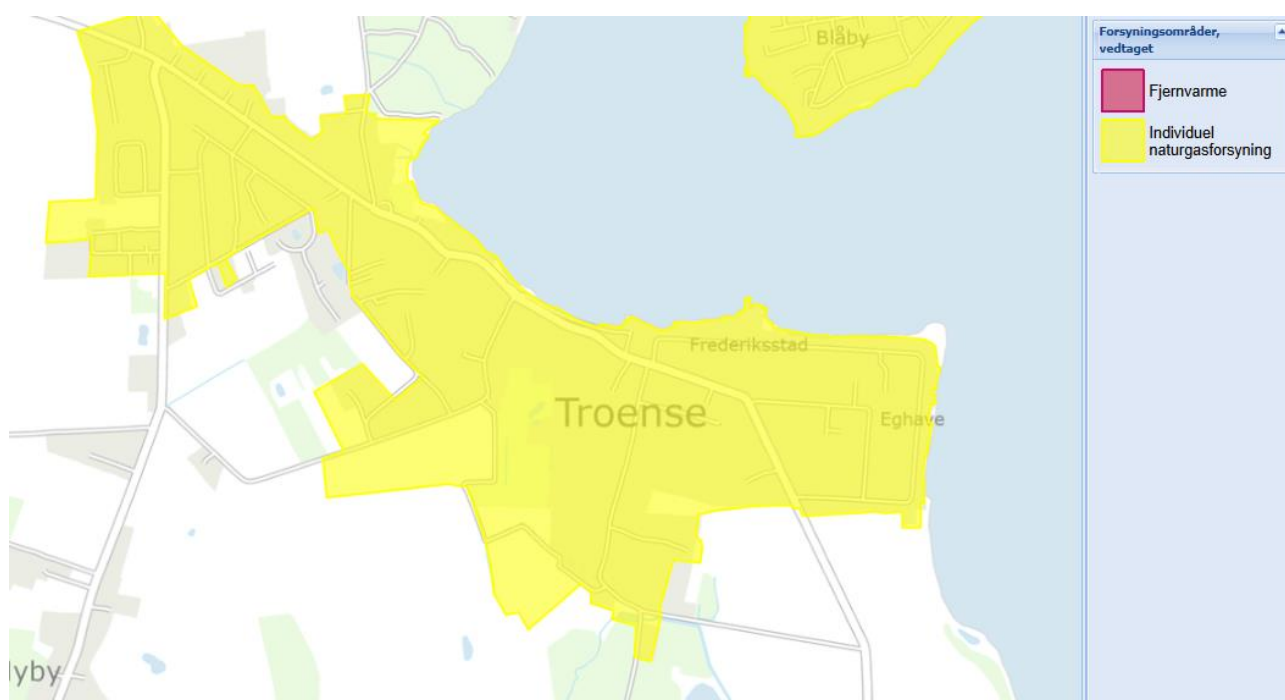 Blåby
Frederiksstad
Troense
Eghave
lyby
Forsyningsområder,
vedtaget
Fjernvarme
Individuel
naturgasforsyning